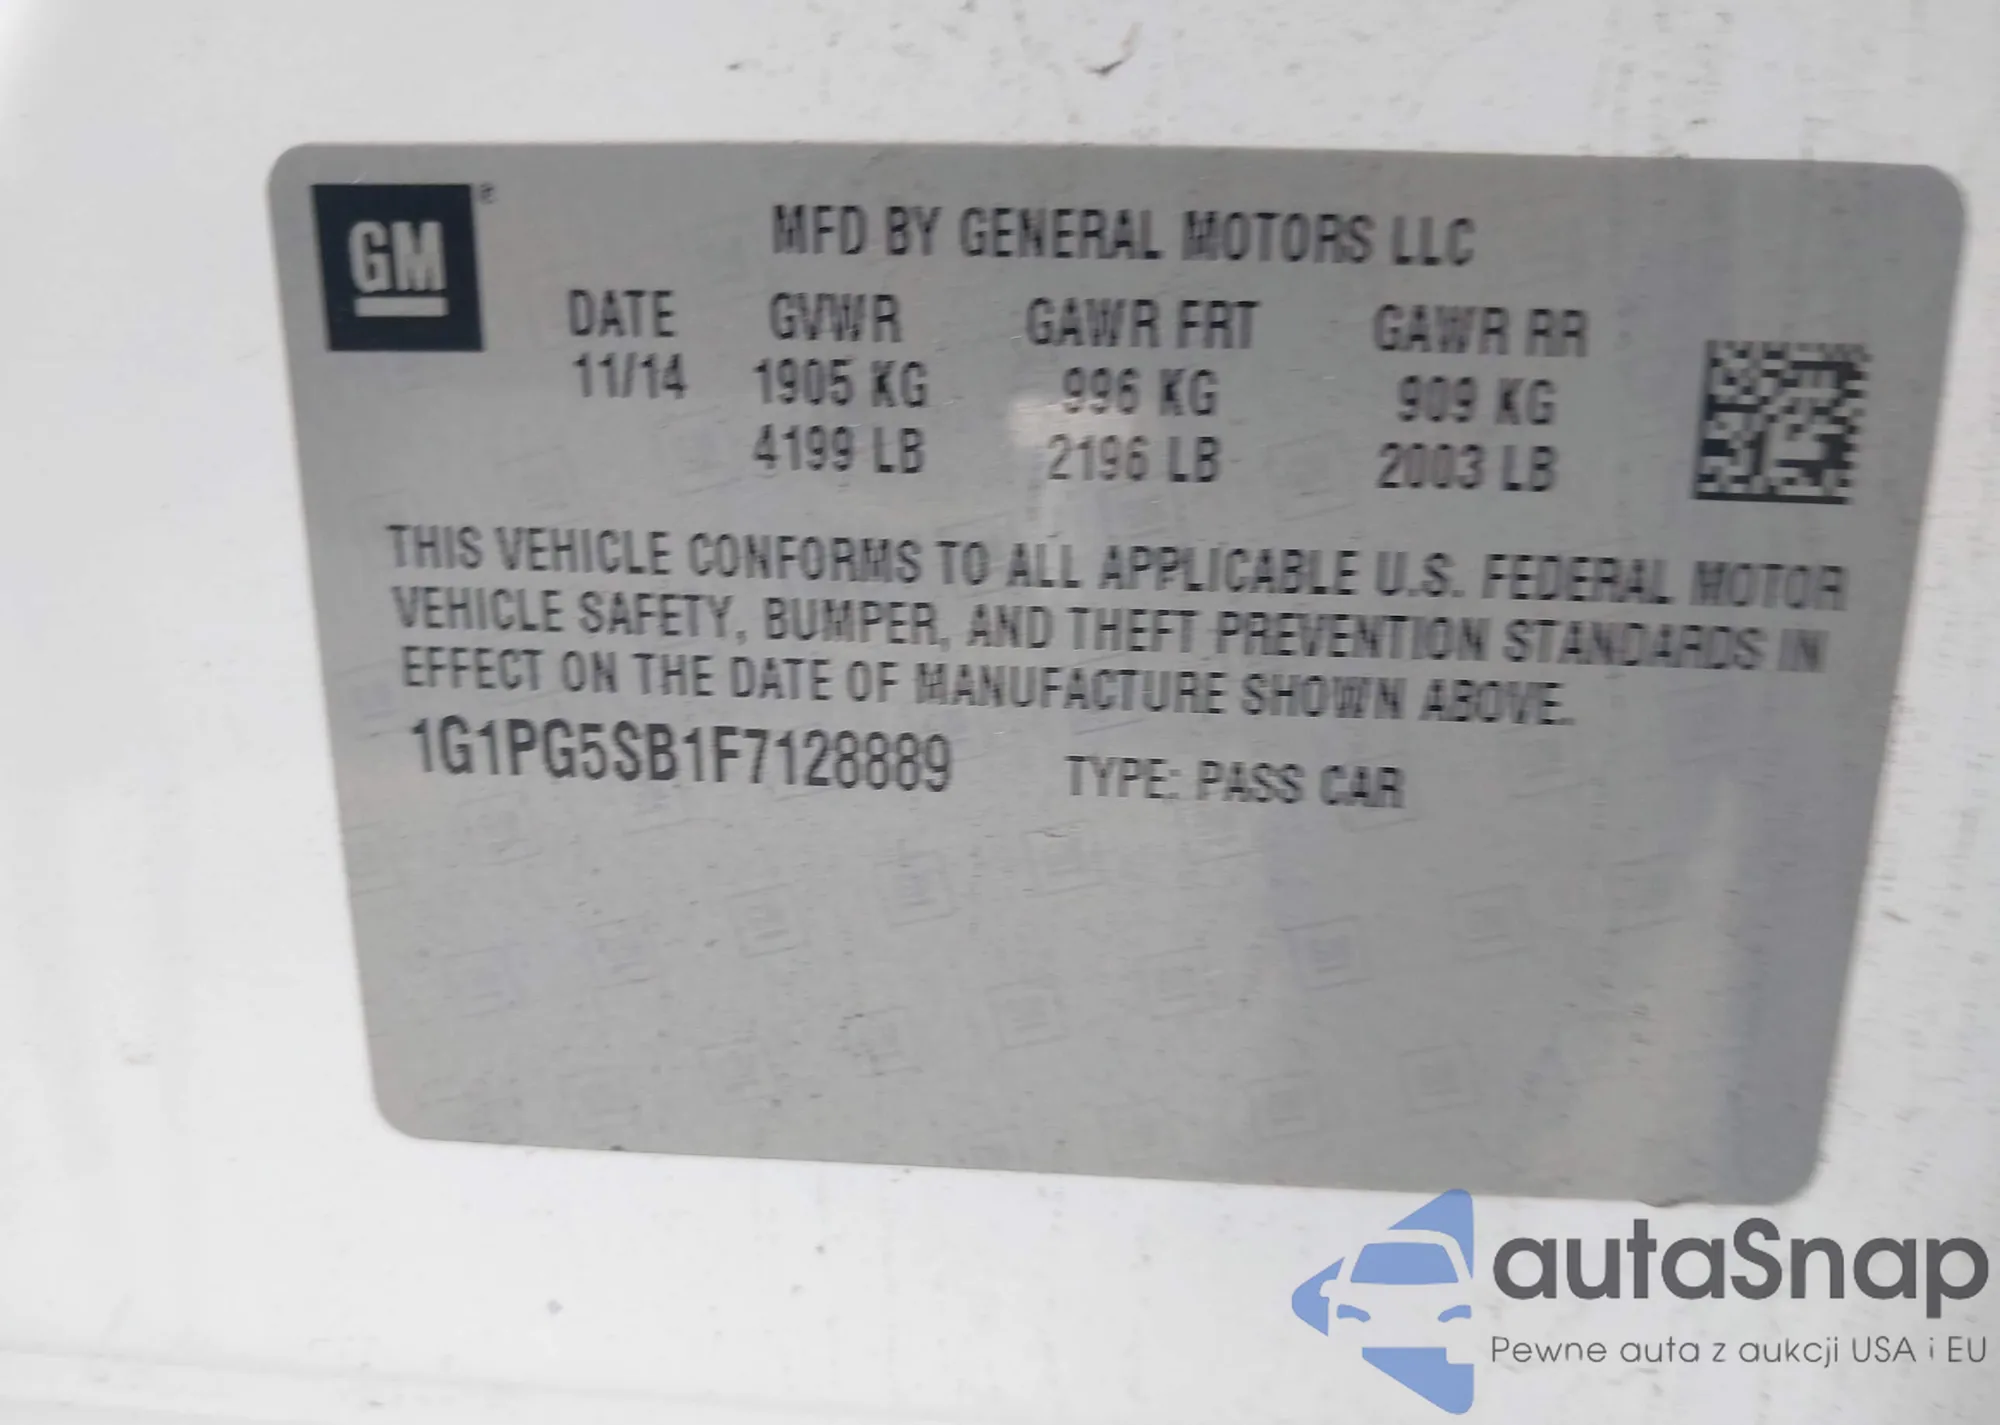 GM®
MFD BY GENERAL MOTORS LLC
DATE GVWR GAWR FRT GAWR RR
11/14 1905 KG 996 KG 909 KG
4199 LB 2196 LB 2003 LB
THIS VEHICLE CONFORMS TO ALL APPLICABLE U.S. FEDERAL MOTOR
VEHICLE SAFETY, BUMPER, AND THEFT PREVENTION STANDARDS IN
EFFECT ON THE DATE OF MANUFACTURE SHOWN ABOVE.
1G1PG5SB1F7128889 TYPE: PASS CAR
autaSnap
Pewne auta z aukcji USA i EU